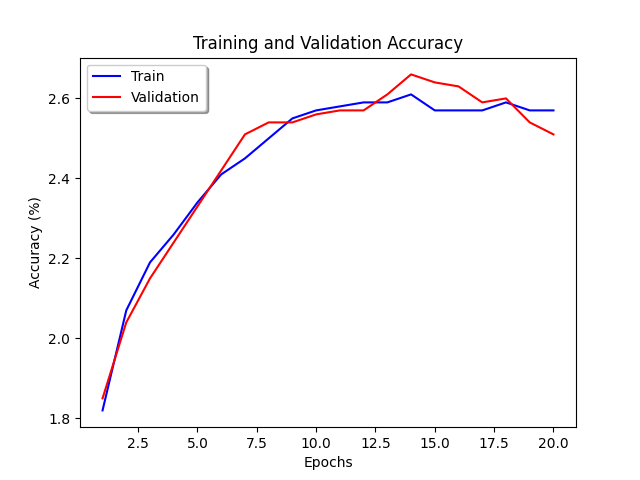 Training and Validation Accuracy
Train
Validation
Accuracy (%)
2.6
2.4
2.2
2.0
1.8
2.5 5.0 7.5 10.0 12.5 15.0 17.5 20.0
Epochs